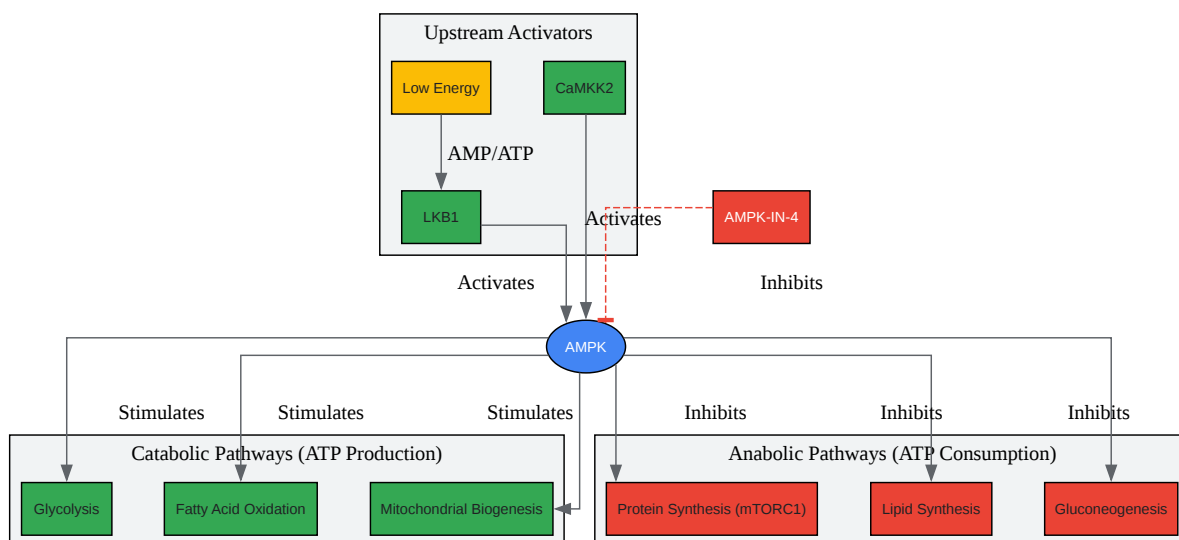 Upstream Activators
Low Energy
CaMKK2
AMP/ATP
LKB1
Activates
AMPK-IN-4
Activates
Inhibits
AMPK
Stimulates
Stimulates
Stimulates
Inhibits
Inhibits
Inhibits
Catabolic Pathways (ATP Production)
Anabolic Pathways (ATP Consumption)
Glycolysis
Fatty Acid Oxidation
Mitochondrial Biogenesis
Protein Synthesis (mTORC1)
Lipid Synthesis
Gluconeogenesis